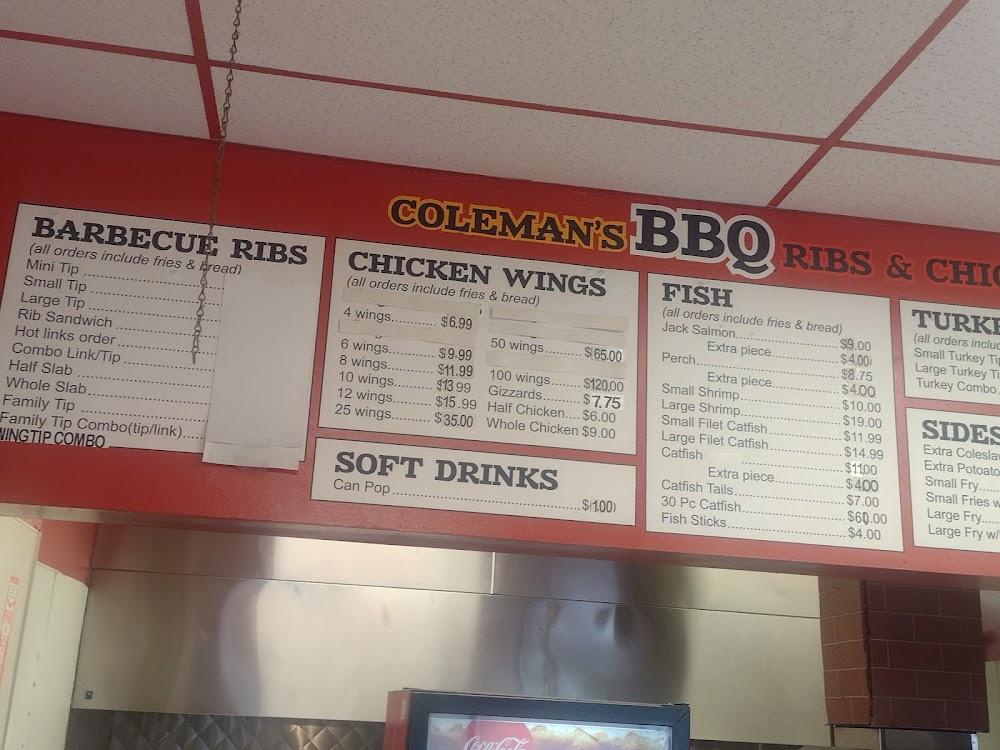 COLEMAN'S BBQ RIBS & CHIC
BARBECUE RIBS
(all orders include fries & bread)
Mini Tip
Small Tip
Large Tip
Rib Sandwich
Hot links order
Combo Link/Tip
Half Slab
Whole Slab
Family Tip
Family Tip Combo(tip/link)
WINGTIP COMBO
CHICKEN WINGS
(all orders include fries & bread)
4 wings $6.99
6 wings $9.99
8 wings $11.99
10 wings $13.99
12 wings $15.99
25 wings $35.00
50 wings $65.00
100 wings $120.00
Gizzards $7.75
Half Chicken $6.00
Whole Chicken $9.00
SOFT DRINKS
Can Pop $(1.00)
FISH
(all orders include fries & bread)
Jack Salmon $9.00
Extra piece $4.00
Perch $8.75
Extra piece $4.00
Small Shrimp $10.00
Large Shrimp $19.00
Small Filet Catfish $11.99
Large Filet Catfish $14.99
Catfish $11.00
Extra piece $4.00
Catfish Tails $7.00
30 Pc Catfish $60.00
Fish Sticks $4.00
TURKE
(all orders includ
Small Turkey Tip
Large Turkey Ti
Turkey Combo
SIDES
Extra Coleslaw
Extra Potoato
Small Fry
Small Fries w
Large Fry
Large Fry w/
Coca-Cola